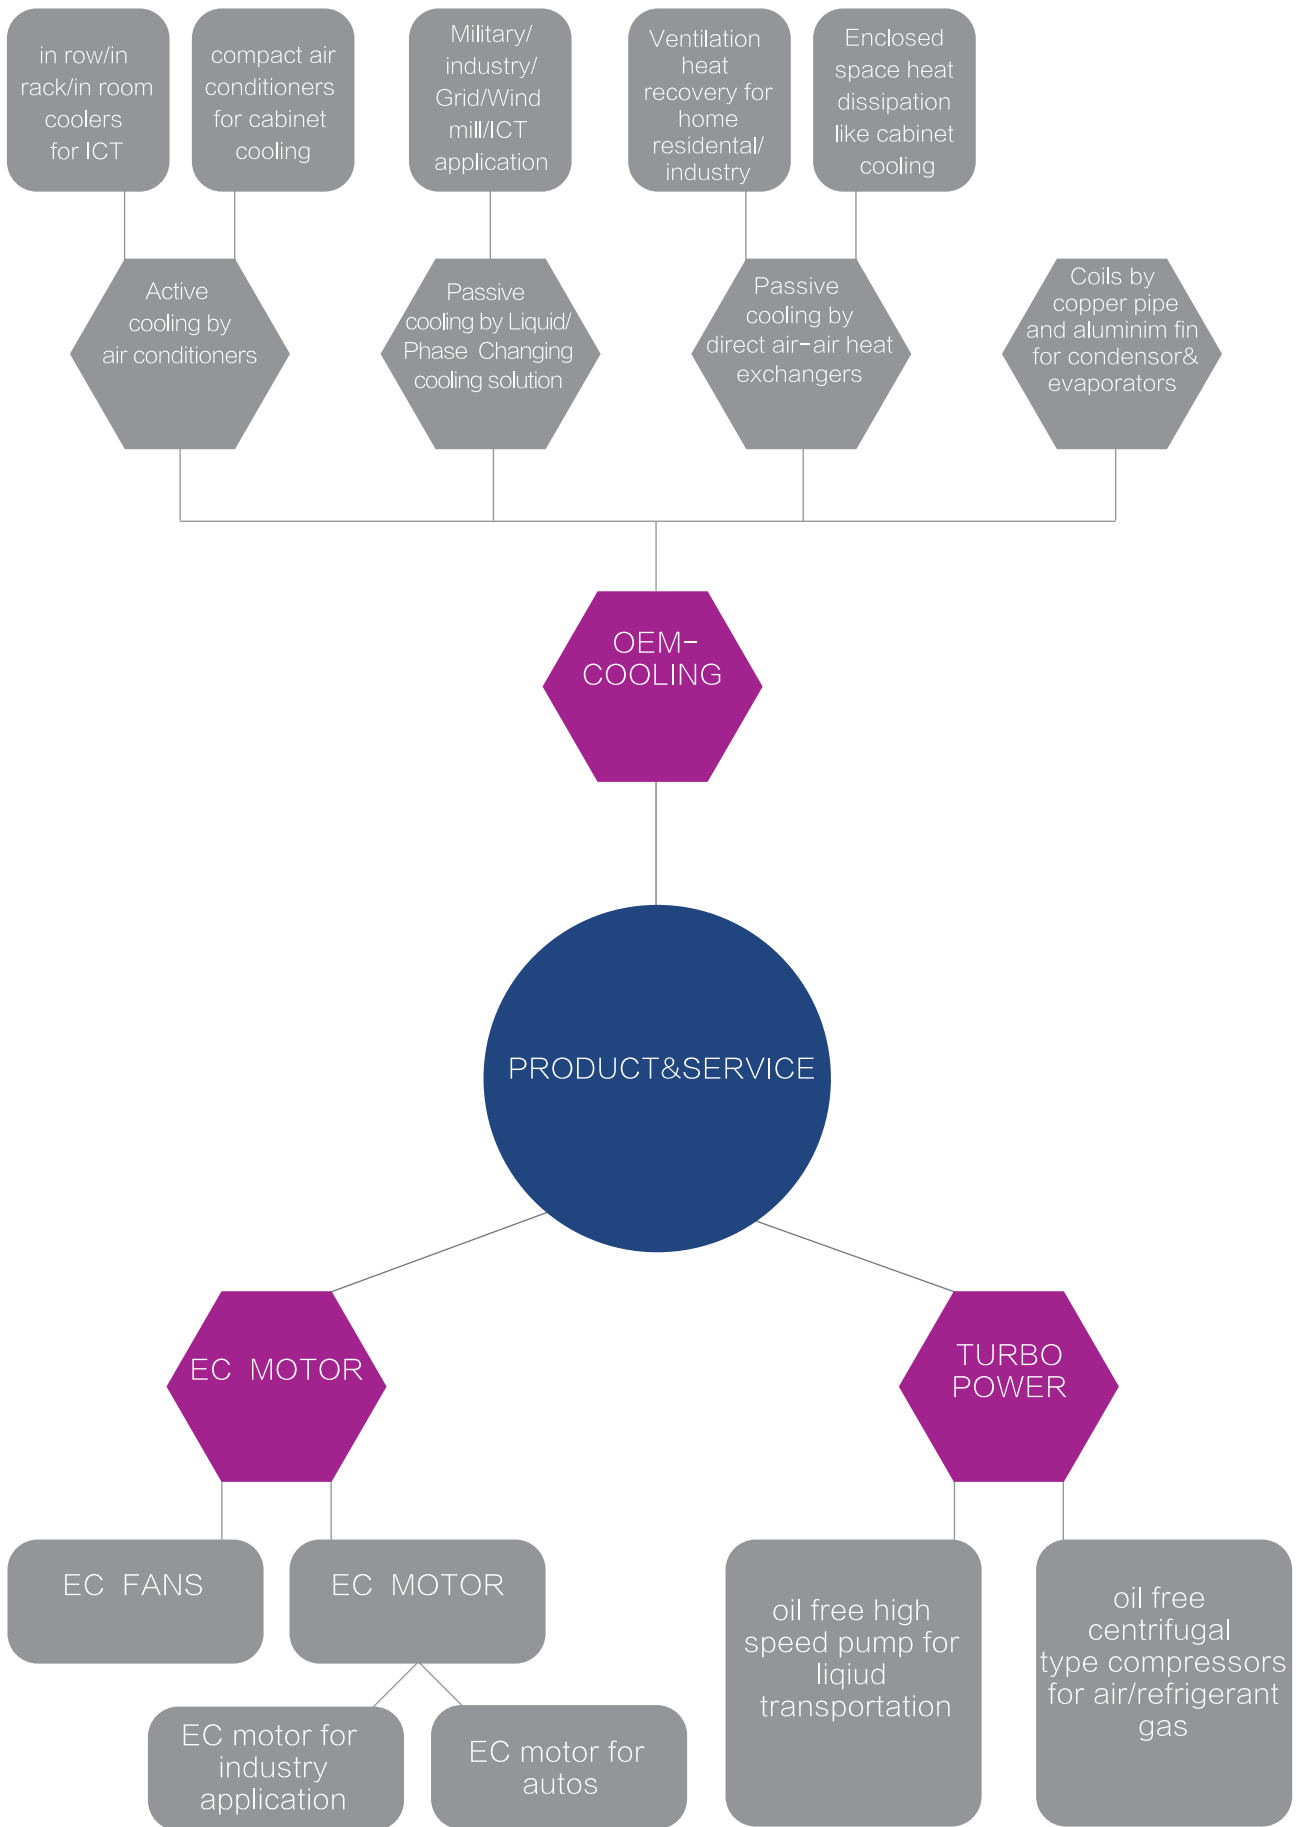 in row/in
rack/in room
coolers
for ICT
compact air
conditioners
for cabinet
cooling
Military/
industry/
Grid/Wind
mill/ICT
application
Ventilation
heat
recovery for
home
residental/
industry
Enclosed
space heat
dissipation
like cabinet
cooling
Active
cooling by
air conditioners
Passive
cooling by Liquid/
Phase Changing
cooling solution
Passive
cooling by
direct air-air heat
exchangers
Coils by
copper pipe
and aluminim fin
for condensor&
evaporators
OEM-
COOLING
PRODUCT&SERVICE
EC MOTOR
TURBO
POWER
EC FANS
EC MOTOR
oil free high
speed pump for
liqiud
transportation
oil free
centrifugal
type compressors
for air/refrigerant
gas
EC motor for
industry
application
EC motor for
autos